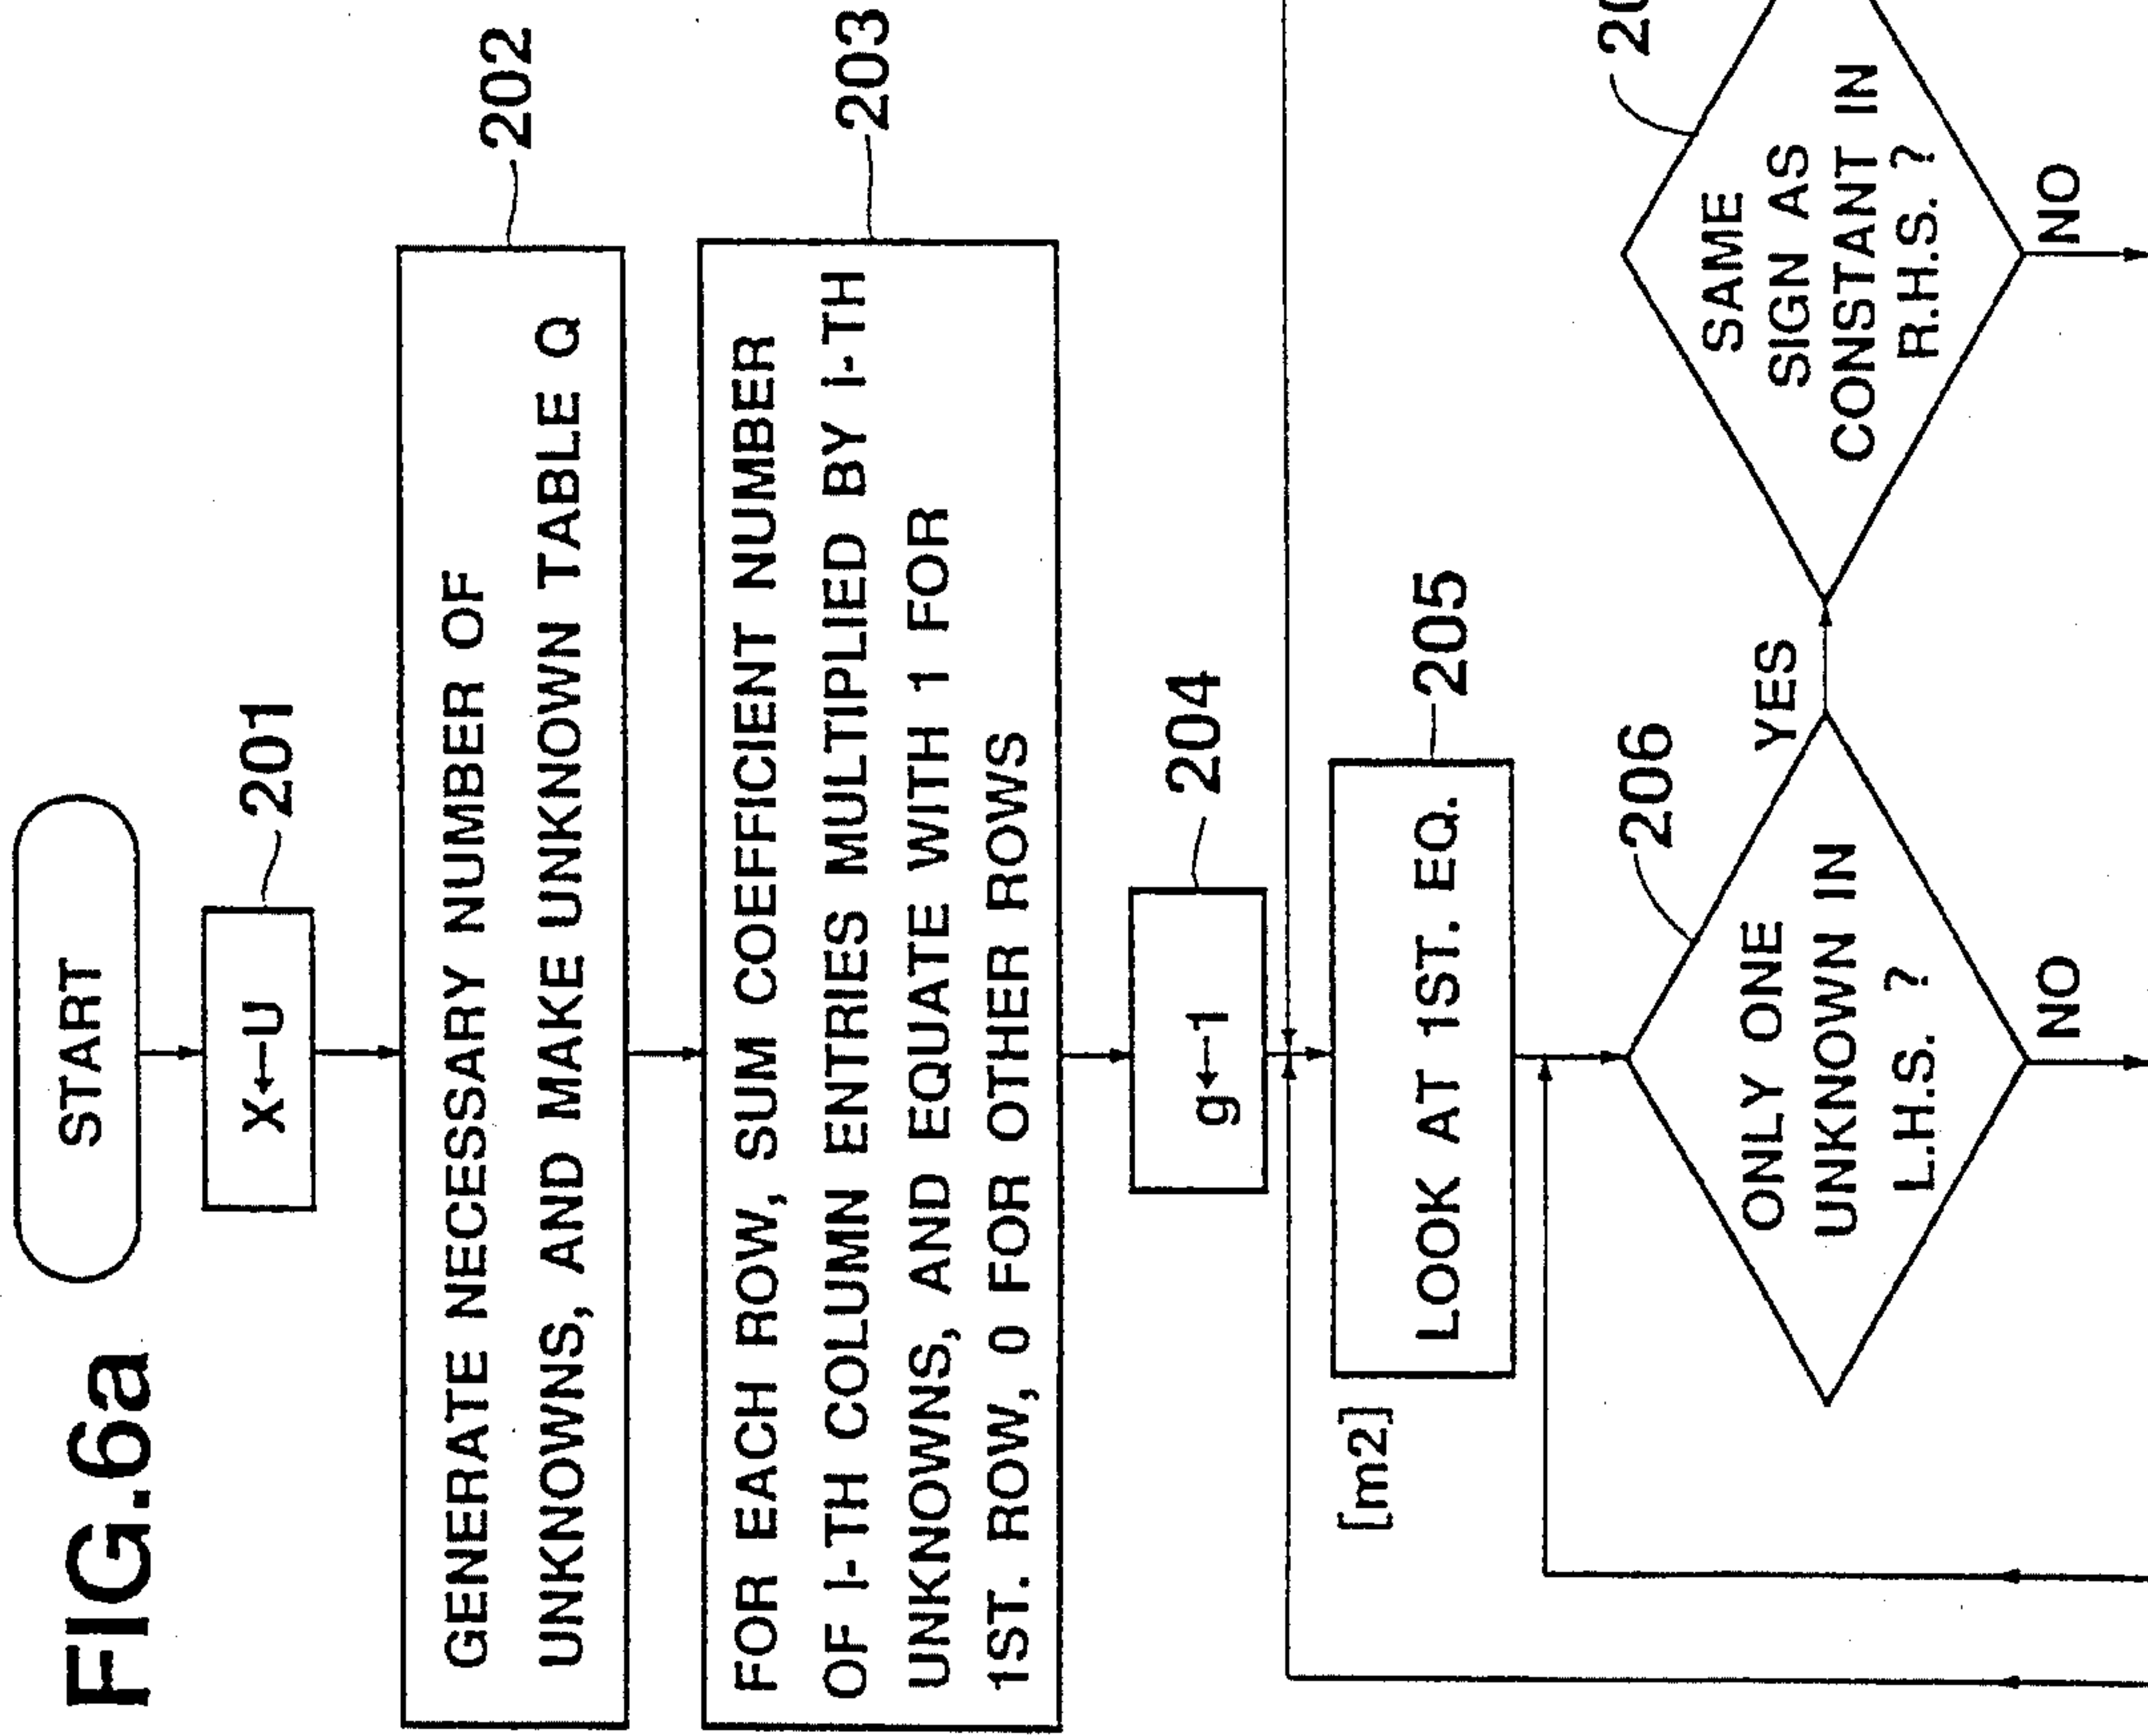 FIG.6a
START
X←U
201
GENERATE NECESSARY NUMBER OF
UNKNOWNS, AND MAKE UNKNOWN TABLE Q
202
FOR EACH ROW, SUM COEFFICIENT NUMBER
OF I-TH COLUMN ENTRIES MULTIPLIED BY I-TH
UNKNOWNS, AND EQUATE WITH 1 FOR
1ST. ROW, 0 FOR OTHER ROWS
203
g←1
204
[m2]
LOOK AT 1ST. EQ.
205
ONLY ONE
UNKNOWN IN
L.H.S. ?
206
YES
NO
SAME
SIGN AS
CONSTANT IN
R.H.S. ?
NO